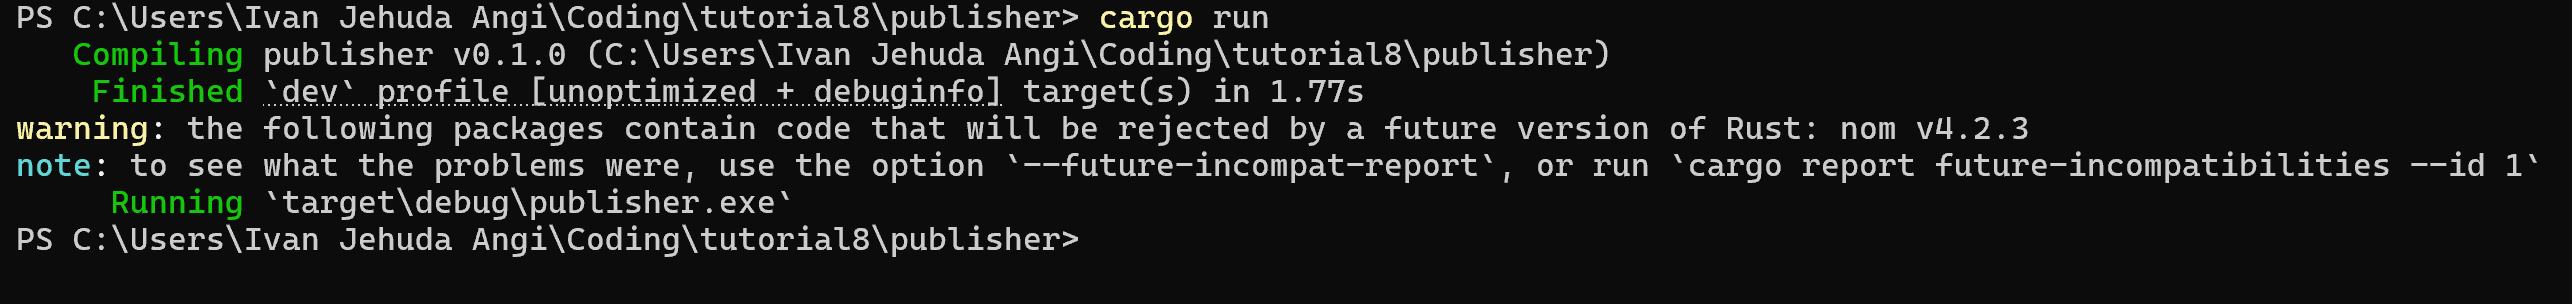 PS C:\Users\Ivan Jehuda Angi\Coding\tutorial8\publisher> cargo run
   Compiling publisher v0.1.0 (C:\Users\Ivan Jehuda Angi\Coding\tutorial8\publisher)
    Finished `dev` profile [unoptimized + debuginfo] target(s) in 1.77s
warning: the following packages contain code that will be rejected by a future version of Rust: nom v4.2.3
note: to see what the problems were, use the option `--future-incompat-report`, or run `cargo report future-incompatibilities --id 1`
     Running `target\debug\publisher.exe`
PS C:\Users\Ivan Jehuda Angi\Coding\tutorial8\publisher>